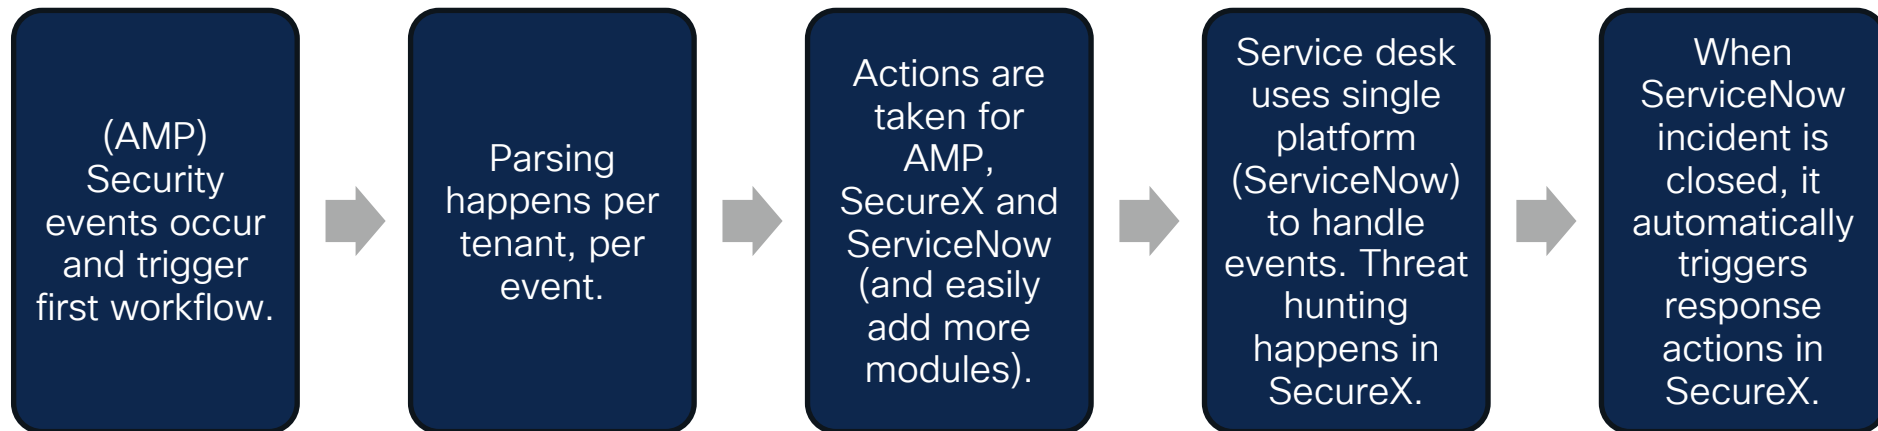 (AMP)
Security
events occur
and trigger
first workflow.
Parsing
happens per
tenant, per
event.
Actions are
taken for
AMP,
SecureX and
ServiceNow
(and easily
add more
modules).
Service desk
uses single
platform
(ServiceNow)
to handle
events. Threat
hunting
happens in
SecureX.
When
ServiceNow
incident is
closed, it
automatically
triggers
response
actions in
SecureX.